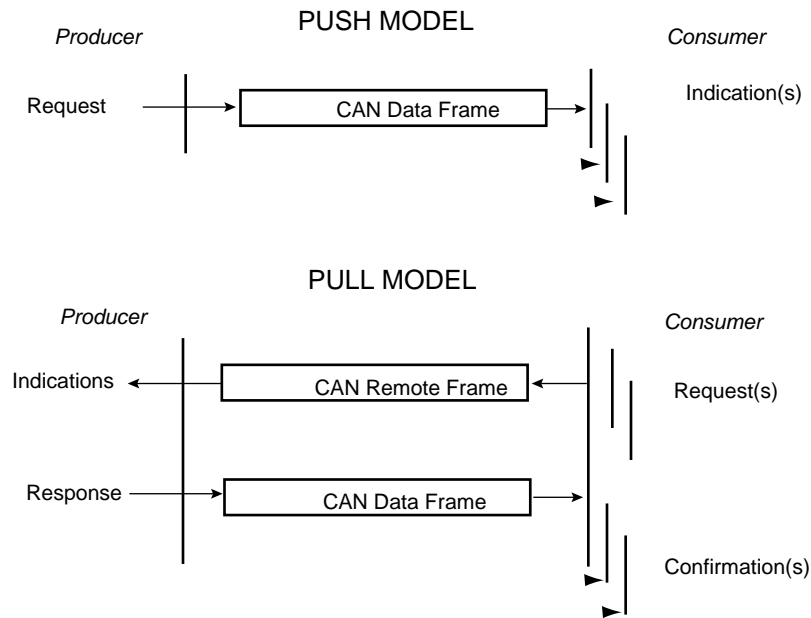 PUSH MODEL
Producer
Consumer
Request
CAN Data Frame
Indication(s)
PULL MODEL
Producer
Consumer
Indications
CAN Remote Frame
Request(s)
Response
CAN Data Frame
Confirmation(s)